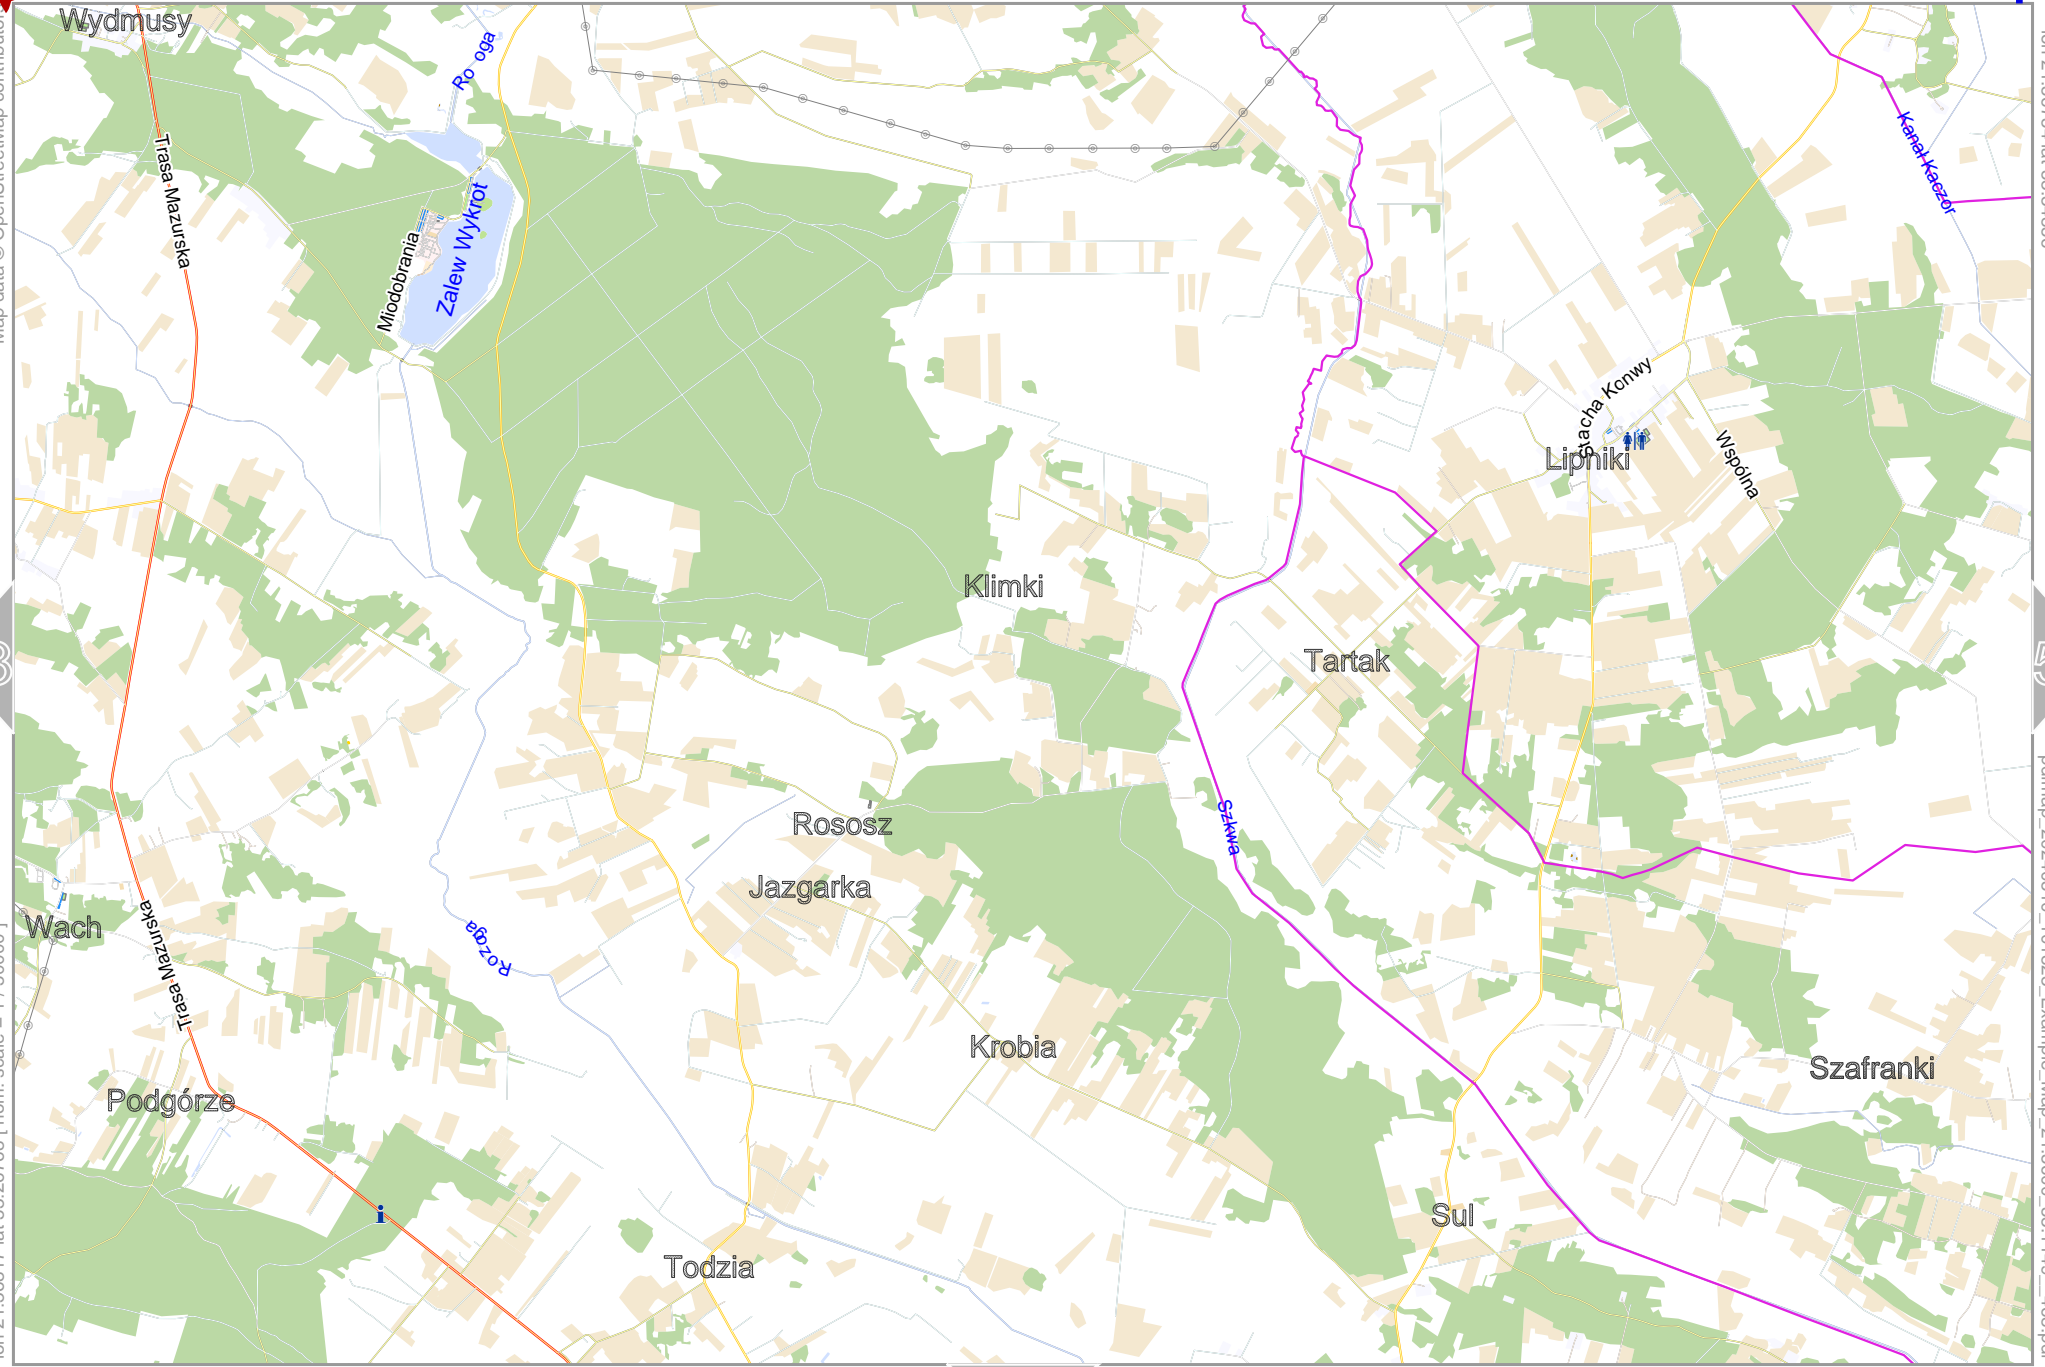 Wydmusy
Ro oga
Trasa Mazurska
Kanał Kaczor
Zalew Wykrot
Miodobrania
Stacha Konwy
Lipniki
Wspólna
Klimki
Tartak
Szkwa
Rososz
Jazgarka
Wach
Trasa Mazurska
Rozoga
Krobia
Szafranki
Podgórze
Sul
Todzia